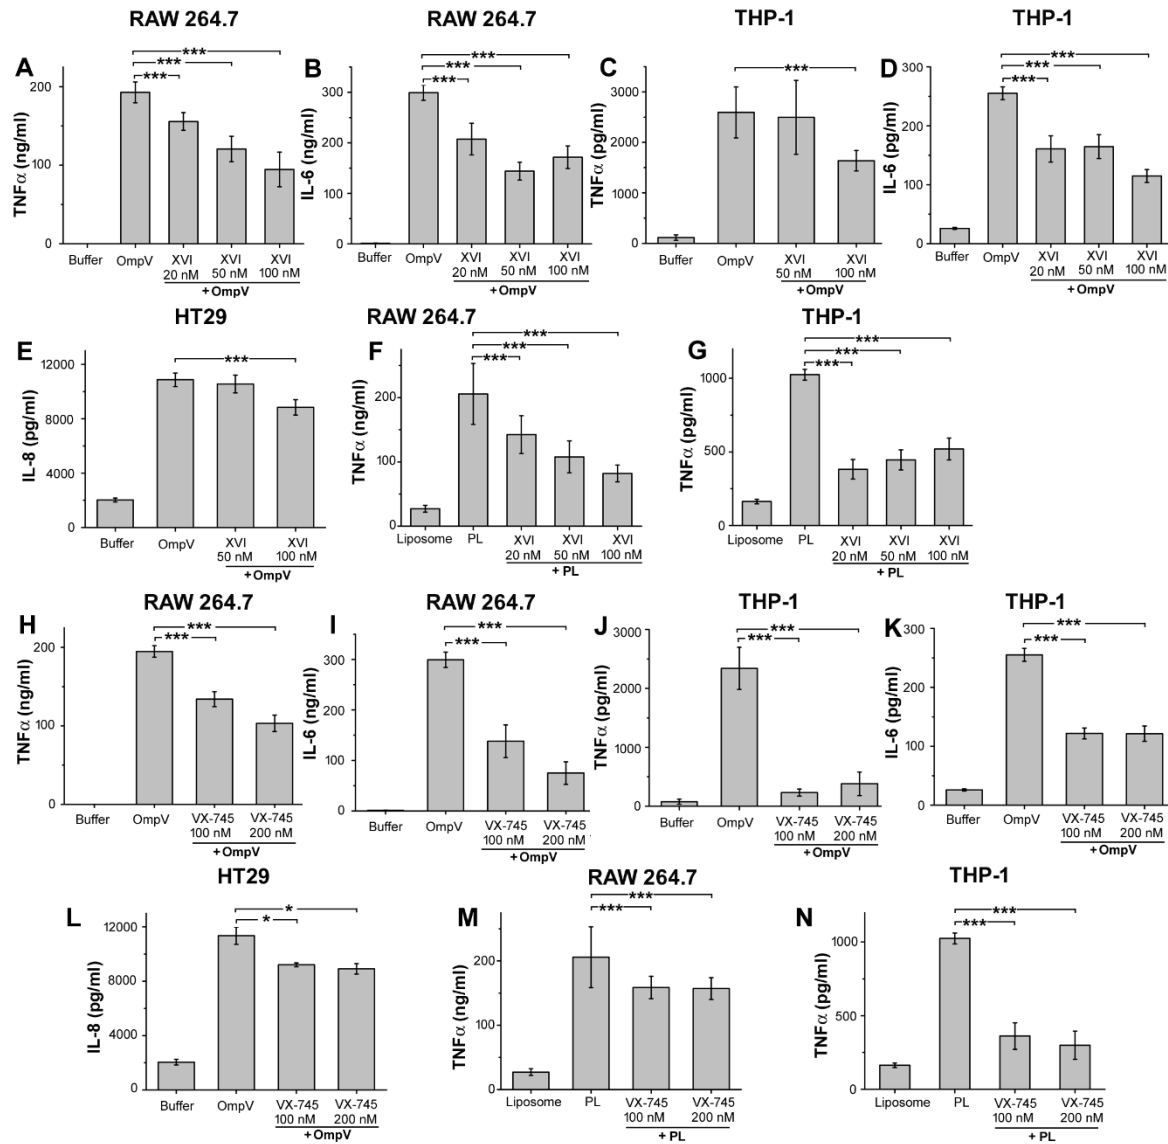 RAW 264.7
A
TNFα (ng/ml)
200
100
0
***
***
***
Buffer
OmpV
XVI
20 nM
XVI
50 nM
XVI
100 nM
+ OmpV
RAW 264.7
B
IL-6 (ng/ml)
300
200
100
0
***
***
***
Buffer
OmpV
XVI
20 nM
XVI
50 nM
XVI
100 nM
+ OmpV
THP-1
C
TNFα (pg/ml)
3000
2000
1000
0
***
Buffer
OmpV
XVI
50 nM
XVI
100 nM
+ OmpV
THP-1
D
IL-6 (pg/ml)
300
200
100
0
***
***
***
Buffer
OmpV
XVI
20 nM
XVI
50 nM
XVI
100 nM
+ OmpV
HT29
E
IL-8 (pg/ml)
12000
8000
4000
0
***
Buffer
OmpV
XVI
50 nM
XVI
100 nM
+ OmpV
RAW 264.7
F
TNFα (ng/ml)
200
100
0
***
***
***
Liposome
PL
XVI
20 nM
XVI
50 nM
XVI
100 nM
+ PL
THP-1
G
TNFα (pg/ml)
1000
500
0
***
***
***
Liposome
PL
XVI
20 nM
XVI
50 nM
XVI
100 nM
+ PL
RAW 264.7
H
TNFα (ng/ml)
200
100
0
***
***
Buffer
OmpV
VX-745
100 nM
VX-745
200 nM
+ OmpV
RAW 264.7
I
IL-6 (ng/ml)
300
200
100
0
***
***
Buffer
OmpV
VX-745
100 nM
VX-745
200 nM
+ OmpV
THP-1
J
TNFα (pg/ml)
3000
2000
1000
0
***
***
Buffer
OmpV
VX-745
100 nM
VX-745
200 nM
+ OmpV
THP-1
K
IL-6 (pg/ml)
300
200
100
0
***
***
Buffer
OmpV
VX-745
100 nM
VX-745
200 nM
+ OmpV
HT29
L
IL-8 (pg/ml)
12000
8000
4000
0
*
*
Buffer
OmpV
VX-745
100 nM
VX-745
200 nM
+ OmpV
RAW 264.7
M
TNFα (ng/ml)
200
100
0
***
***
Liposome
PL
VX-745
100 nM
VX-745
200 nM
+ PL
THP-1
N
TNFα (pg/ml)
1000
500
0
***
***
Liposome
PL
VX-745
100 nM
VX-745
200 nM
+ PL